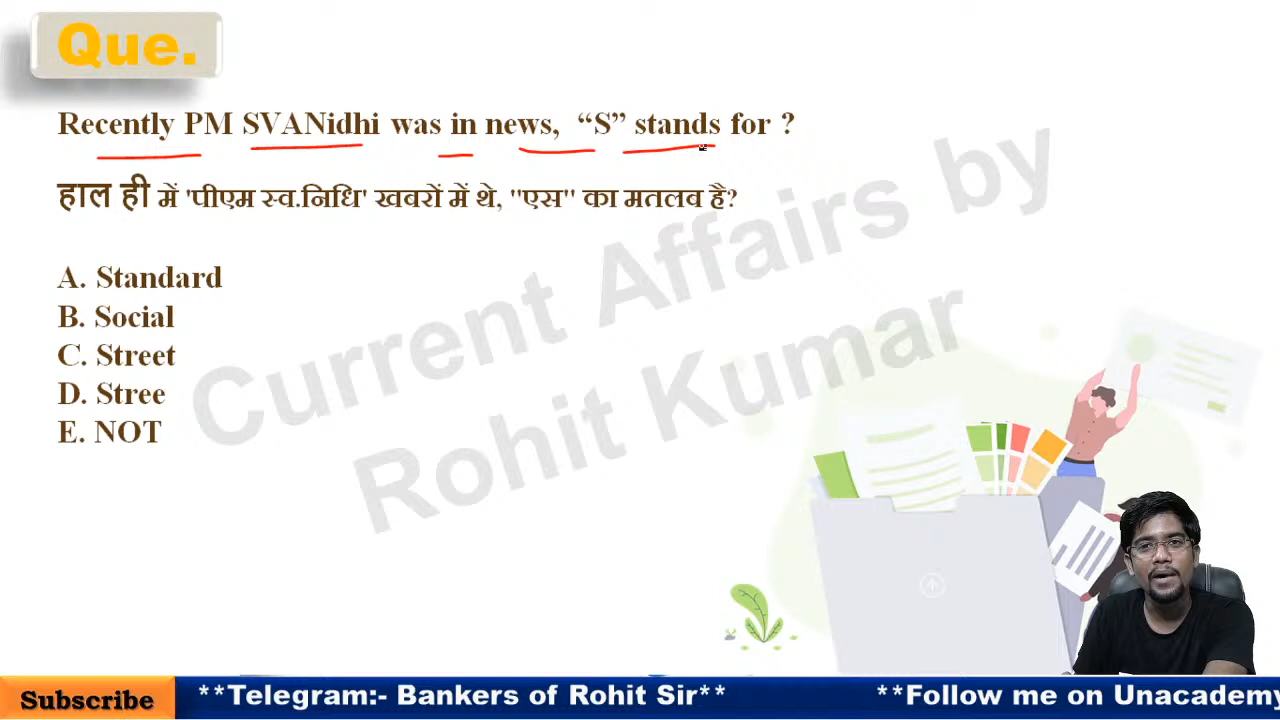 Que.
Recently PM SVANidhi was in news, “S” stands for ?
हाल ही में 'पीएम स्व.निधि' खबरों में थे, "एस" का मतलब है?
A. Standard
B. Social
C. Street
D. Stree
E. NOT
Current Affairs by
Rohit Kumar
Subscribe
**Telegram:- Bankers of Rohit Sir** **Follow me on Unacademy